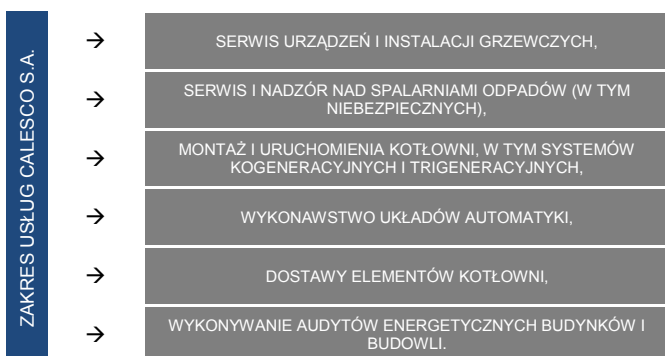 ZAKRES USŁUG CALESCO S.A.
→ SERWIS URZĄDZEŃ I INSTALACJI GRZEWCZYCH,
→ SERWIS I NADZÓR NAD SPALARNIAMI ODPADÓW (W TYM
NIEBEZPIECZNYCH),
→ MONTAŻ I URUCHOMIENIA KOTŁOWNI, W TYM SYSTEMÓW
KOGENERACYJNYCH I TRIGENERACYJNYCH,
→ WYKONAWSTWO UKŁADÓW AUTOMATYKI,
→ DOSTAWY ELEMENTÓW KOTŁOWNI,
→ WYKONYWANIE AUDYTÓW ENERGETYCZNYCH BUDYNKÓW I
BUDOWLI.